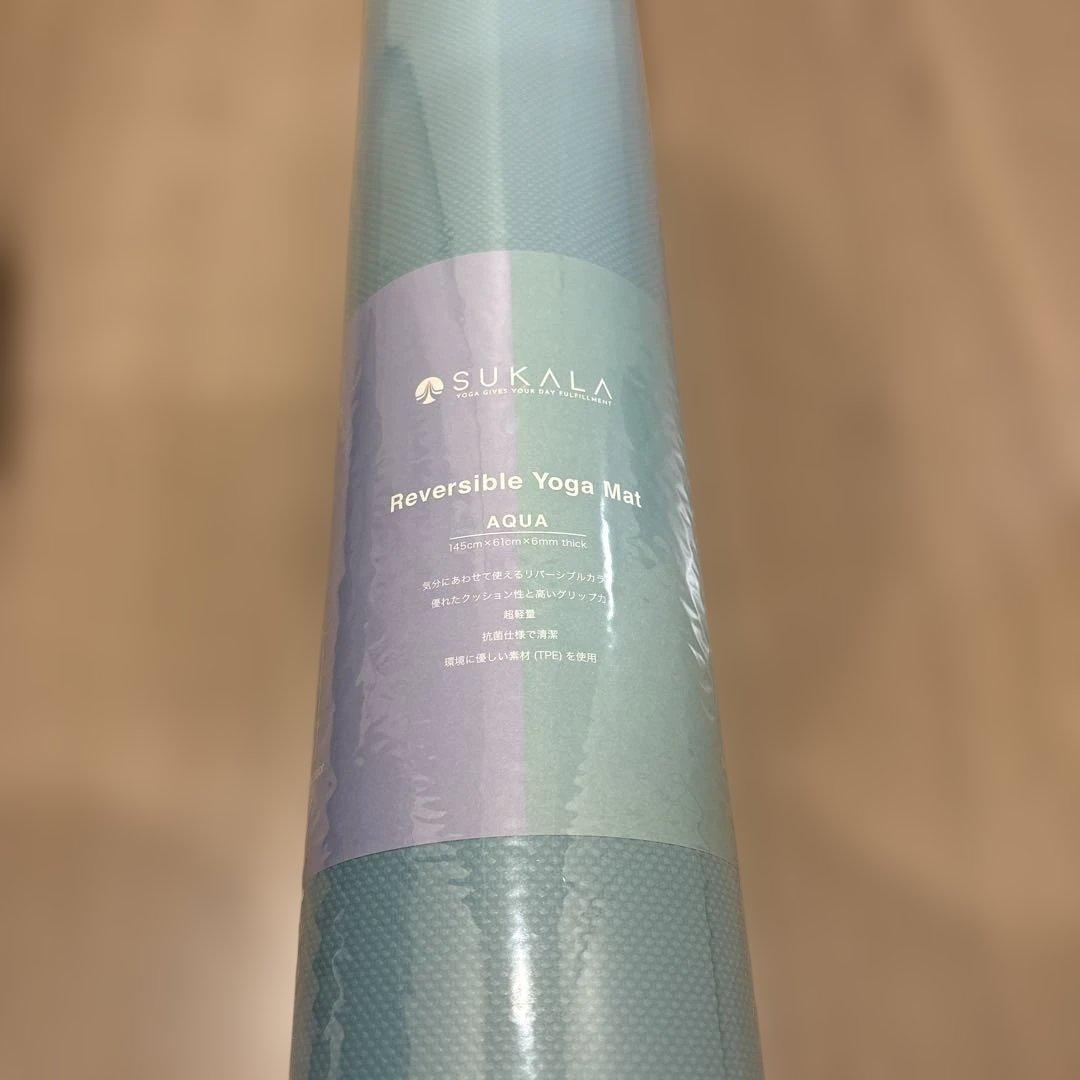 SUKALA
YOGA GIVES YOUR DAY FULFILLMENT
Reversible Yoga Mat
AQUA
145cm×61cm×6mm thick
気分にあわせて使えるリバーシブルカラ
優れたクッション性と高いグリップ力
超軽量
抗菌仕様で清潔
環境に優しい素材 (TPE) を使用